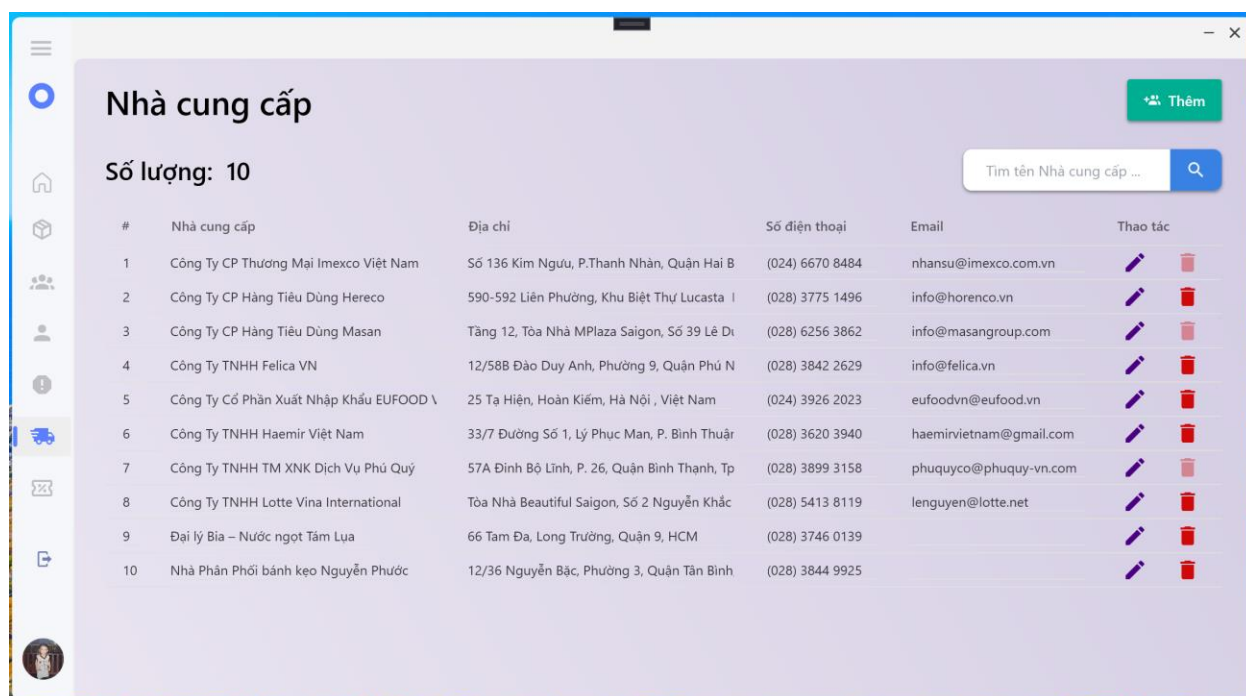 Thêm
Nhà cung cấp
Số lượng: 10
Tìm tên Nhà cung cấp ...
# Nhà cung cấp Địa chỉ Số điện thoại Email Thao tác
1 Công Ty CP Thương Mại Imexco Việt Nam Số 136 Kim Ngưu, P.Thanh Nhàn, Quận Hai B (024) 6670 8484 nhansu@imexco.com.vn
2 Công Ty CP Hàng Tiêu Dùng Hereco 590-592 Liên Phường, Khu Biệt Thự Lucasta (028) 3775 1496 info@horenco.vn
3 Công Ty CP Hàng Tiêu Dùng Masan Tầng 12, Tòa Nhà MPlaza Saigon, Số 39 Lê (028) 6256 3862 info@masangroup.com
4 Công Ty TNHH Felica VN 12/58B Đào Duy Anh, Phường 9, Quận Phú N (028) 3842 2629 info@felica.vn
5 Công Ty Cổ Phần Xuất Nhập Khẩu EUFOOD 25 Tạ Hiện, Hoàn Kiếm, Hà Nội , Việt Nam (024) 3926 2023 eufoodvn@eufood.vn
6 Công Ty TNHH Haemir Việt Nam 33/7 Đường Số 1, Lý Phục Man, P. Bình (028) 3620 3940 haemirvietnam@gmail.com
7 Công Ty TNHH TM XNK Dịch Vụ Phú Quý 57A Đinh Bộ Lĩnh, P. 26, Quận Bình Thạnh, Tp (028) 3899 3158 phuquyco@phuquy-vn.com
8 Công Ty TNHH Lotte Vina International Tòa Nhà Beautiful Saigon, Số 2 Nguyễn Khắc (028) 5413 8119 lenguyen@lotte.net
9 Đại lý Bia – Nước ngọt Tám Lụa 66 Tam Đa, Long Trường, Quận 9, HCM (028) 3746 0139
10 Nhà Phân Phối bánh kẹo Nguyễn Phước 12/36 Nguyễn Bặc, Phường 3, Quận Tân Bình (028) 3844 9925